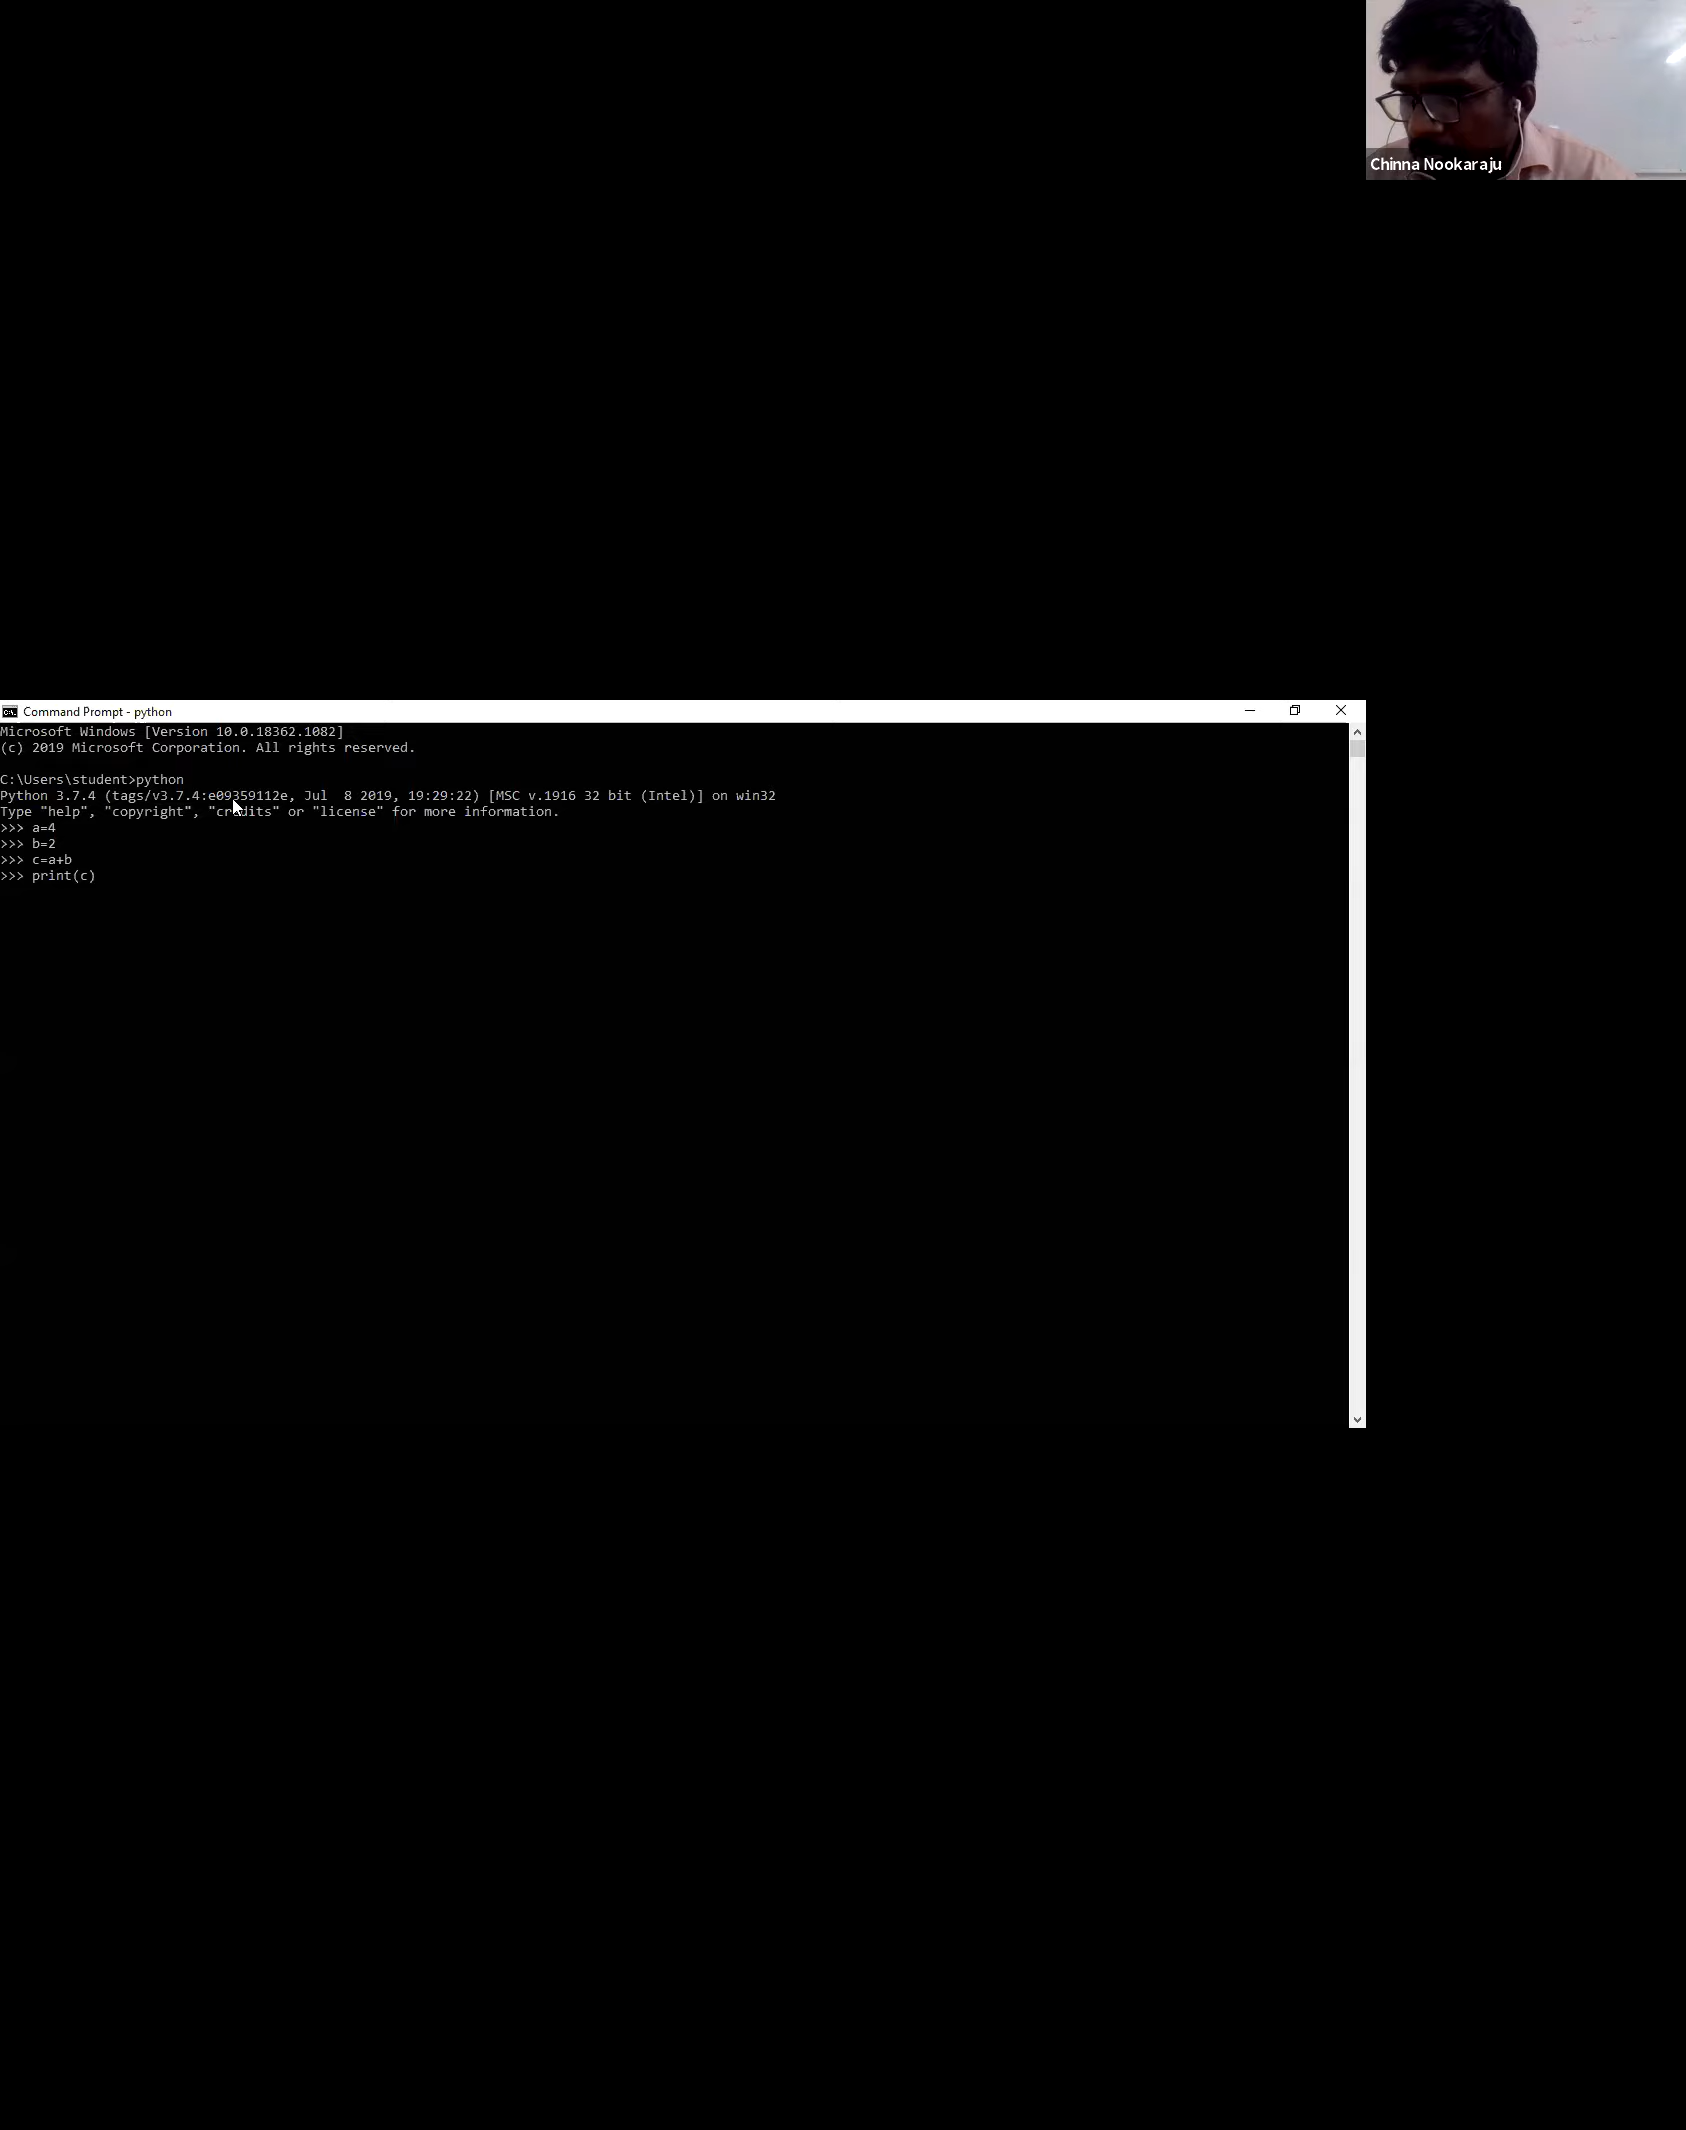 Chinna Nookaraju
Command Prompt - python
Microsoft Windows [Version 10.0.18362.1082]
(c) 2019 Microsoft Corporation. All rights reserved.
C:\Users\student>python
Python 3.7.4 (tags/v3.7.4:e09359112e, Jul  8 2019, 19:29:22) [MSC v.1916 32 bit (Intel)] on win32
Type "help", "copyright", "credits" or "license" for more information.
>>> a=4
>>> b=2
>>> c=a+b
>>> print(c)